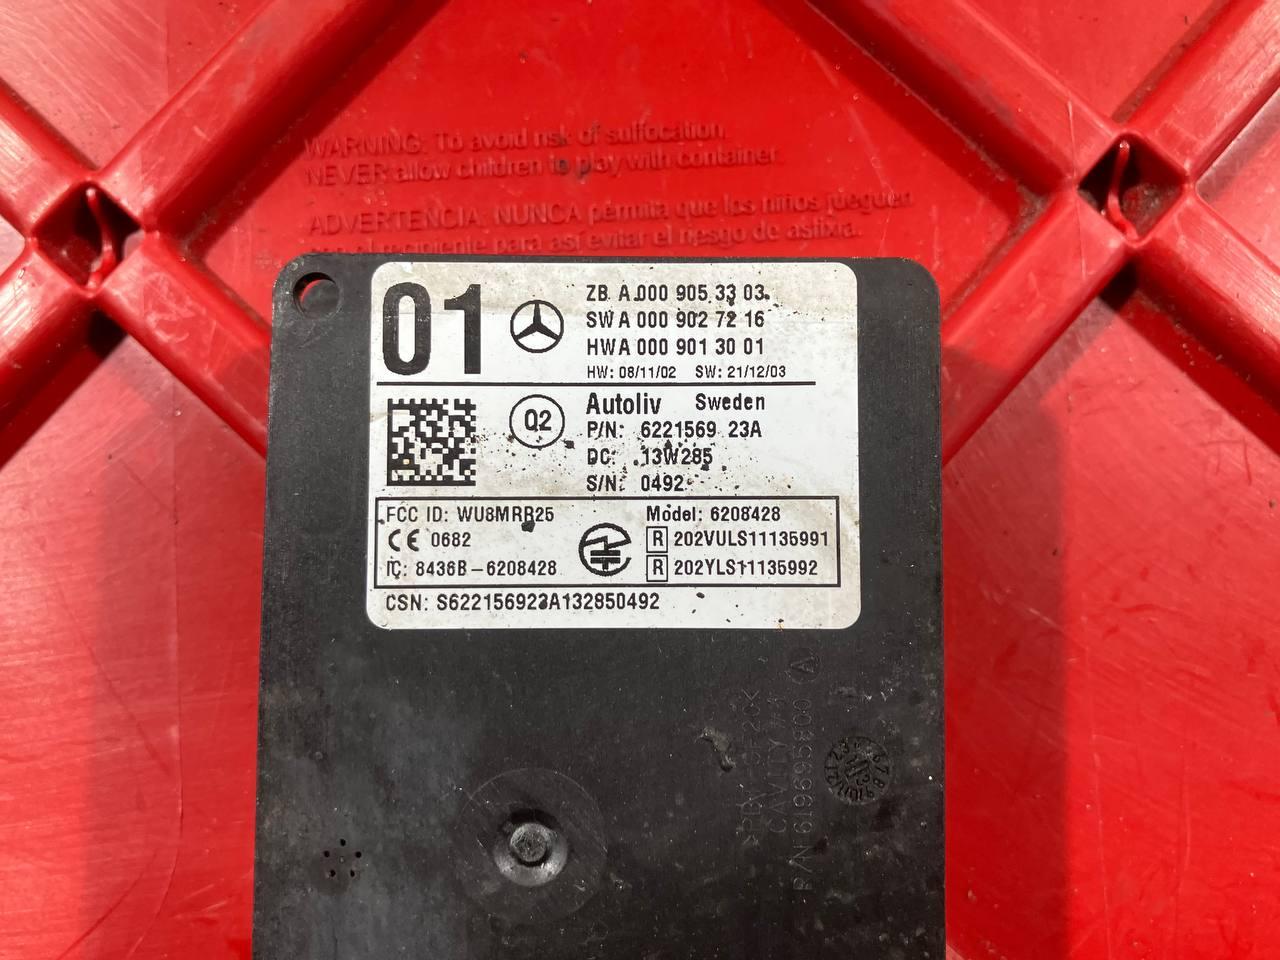 WARNING: To avoid risk of suffocation.
NEVER allow children to play with container.
ADVERTENCIA: NUNCA permita que los niños jueguen
con el recipiente para así evitar el riesgo de asfixia.
01
ZB A 000 905 33 03
SW A 000 902 72 16
HW A 000 901 30 01
HW: 08/11/02 SW: 21/12/03
Q2
Autoliv Sweden
P/N: 6221569 23A
DC: 13W285
S/N: 0492
FCC ID: WU8MRR25
Model: 6208428
CE 0682
R 202VULS11135991
IC: 8436B-6208428
R 202YLS11135992
CSN: S622156923A132850492
CAVITY
P/N 619695800 A